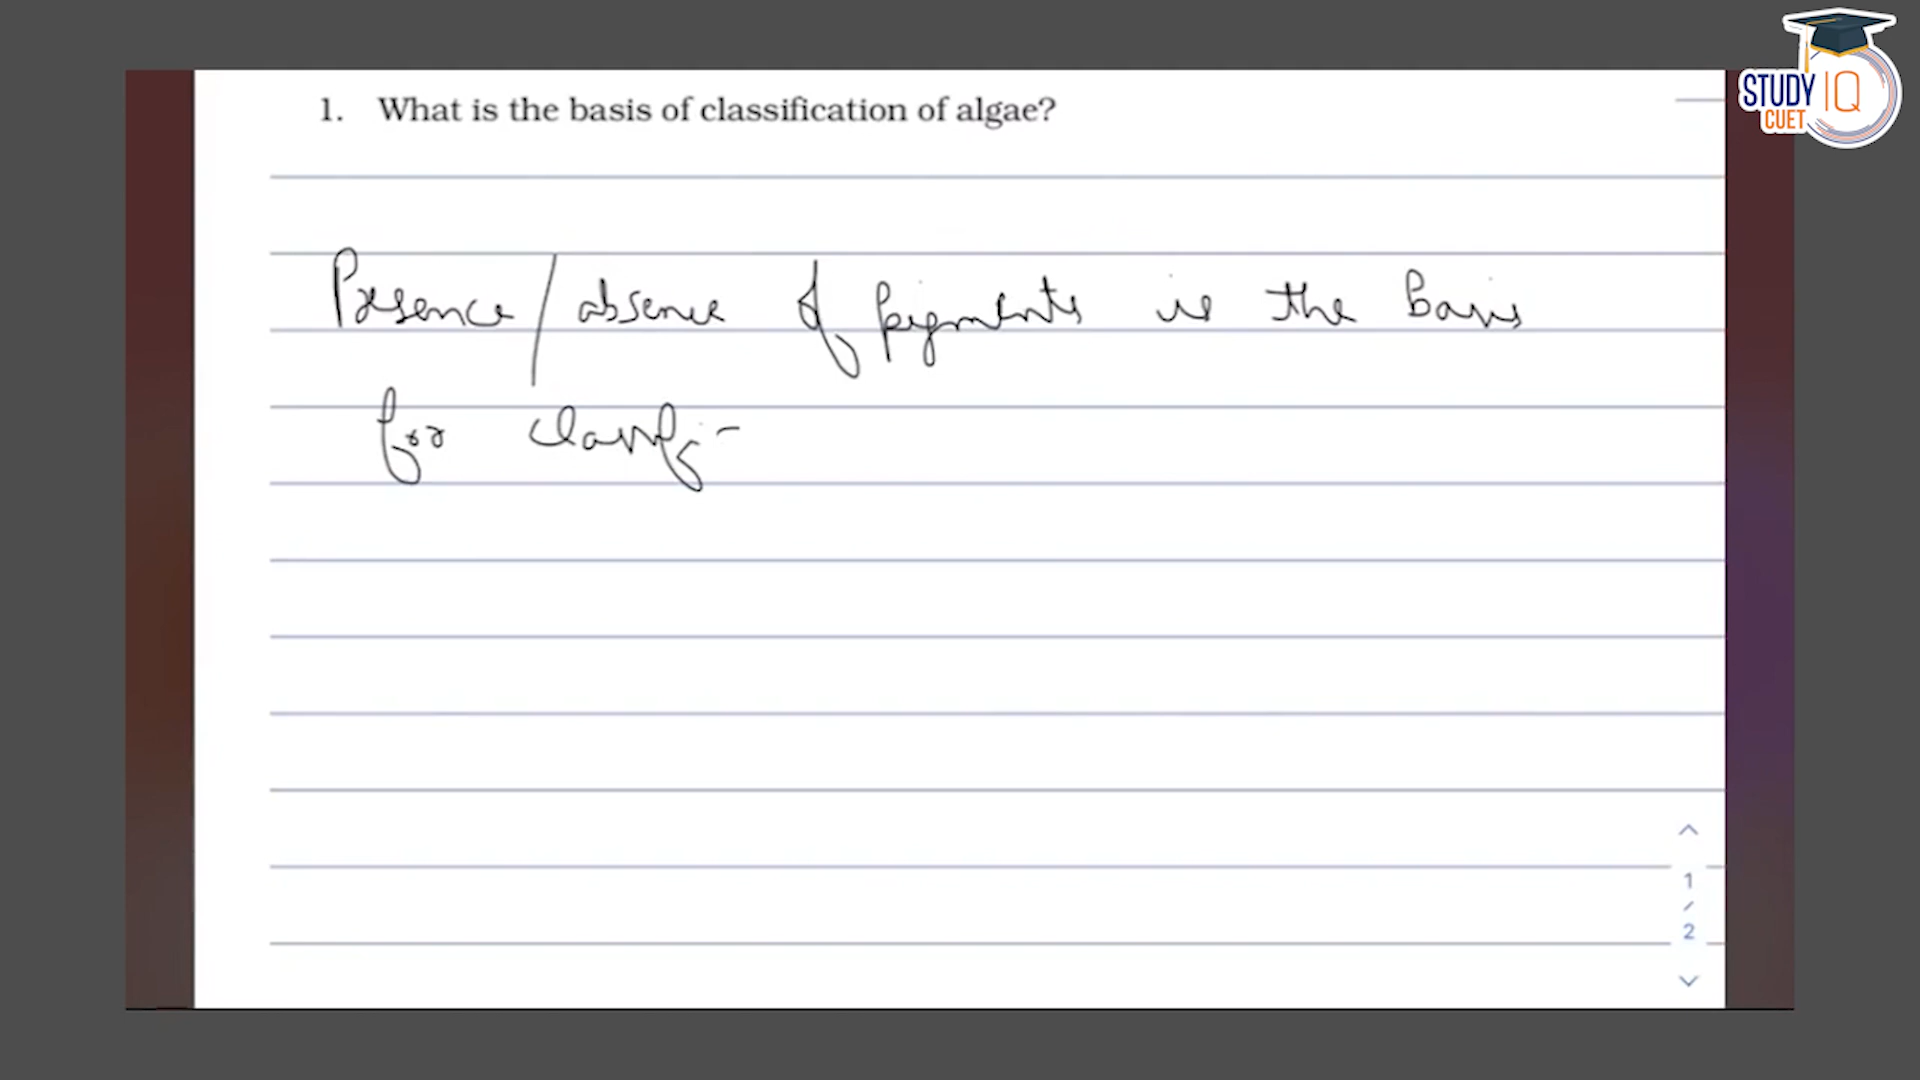 STUDY IQ
CUET
1. What is the basis of classification of algae?
Presence / absence of pigments is the Basis
for classifi-
1
/
2